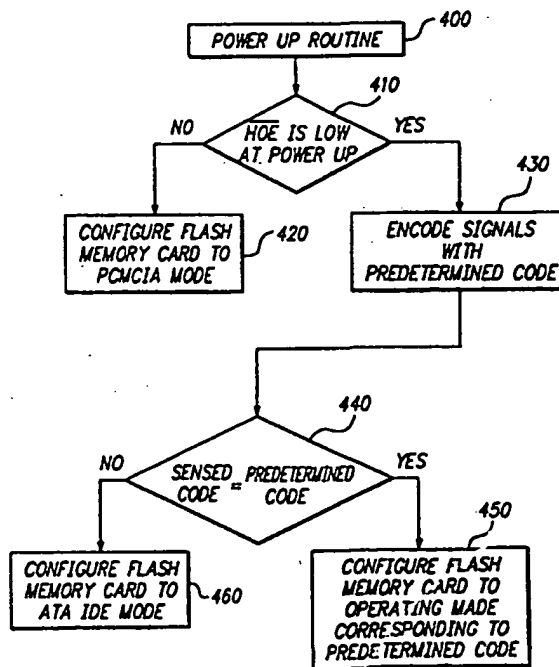 POWER UP ROUTINE
400
410
NO
HOE IS LOW
AT POWER UP
YES
430
CONFIGURE FLASH
MEMORY CARD TO
PCMCIA MODE
420
ENCODE SIGNALS
WITH
PREDETERMINED CODE
440
NO
SENSED = PREDETERMINED
CODE CODE
YES
450
CONFIGURE FLASH
MEMORY CARD TO
ATA IDE MODE
460
CONFIGURE FLASH
MEMORY CARD TO
OPERATING MADE
CORRESPONDING TO
PREDETERMINED CODE